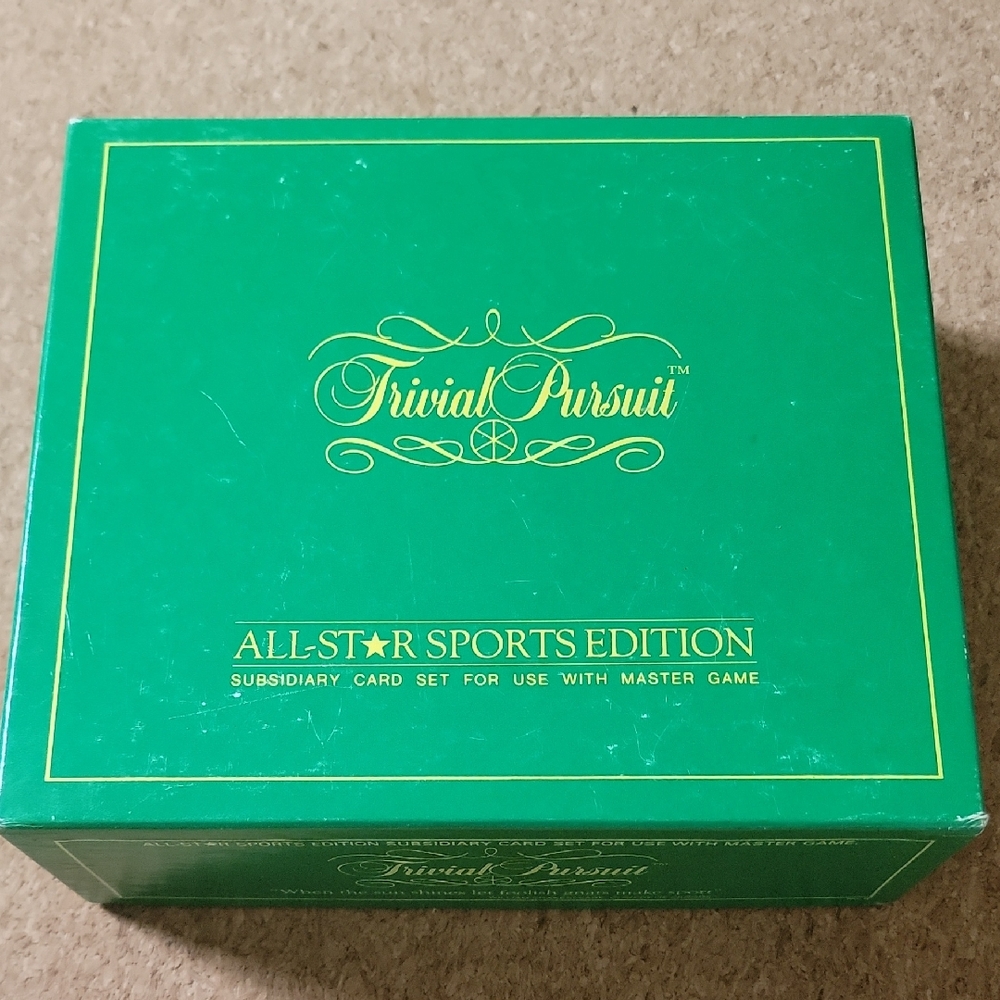 Trivial Pursuit™
ALL-ST★R SPORTS EDITION
SUBSIDIARY CARD SET FOR USE WITH MASTER GAME
ALL-ST★R SPORTS EDITION SUBSIDIARY CARD SET FOR USE WITH MASTER GAME
Trivial Pursuit
"When the sun shines let foolish gnats make sport"